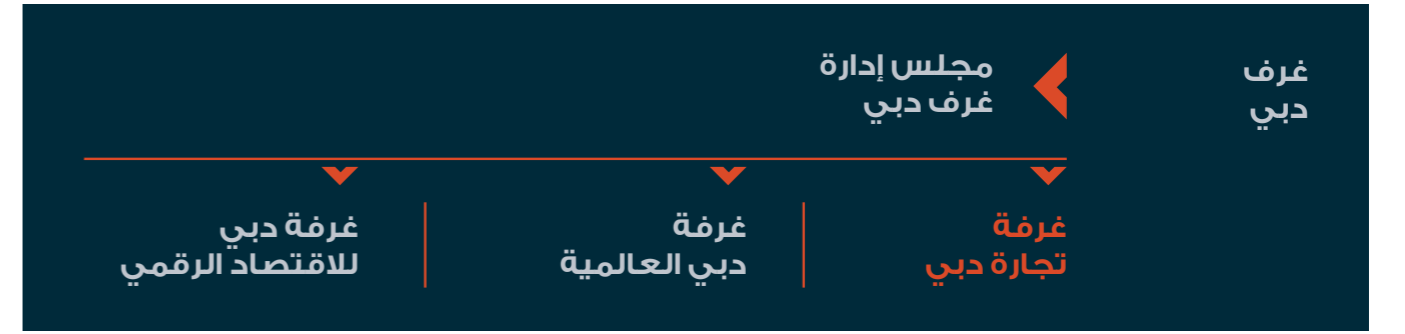 غرف
دبي
مجلس إدارة
غرف دبي
غرفة
تجارة دبي
غرفة
دبي العالمية
غرفة دبي
للاقتصاد الرقمي